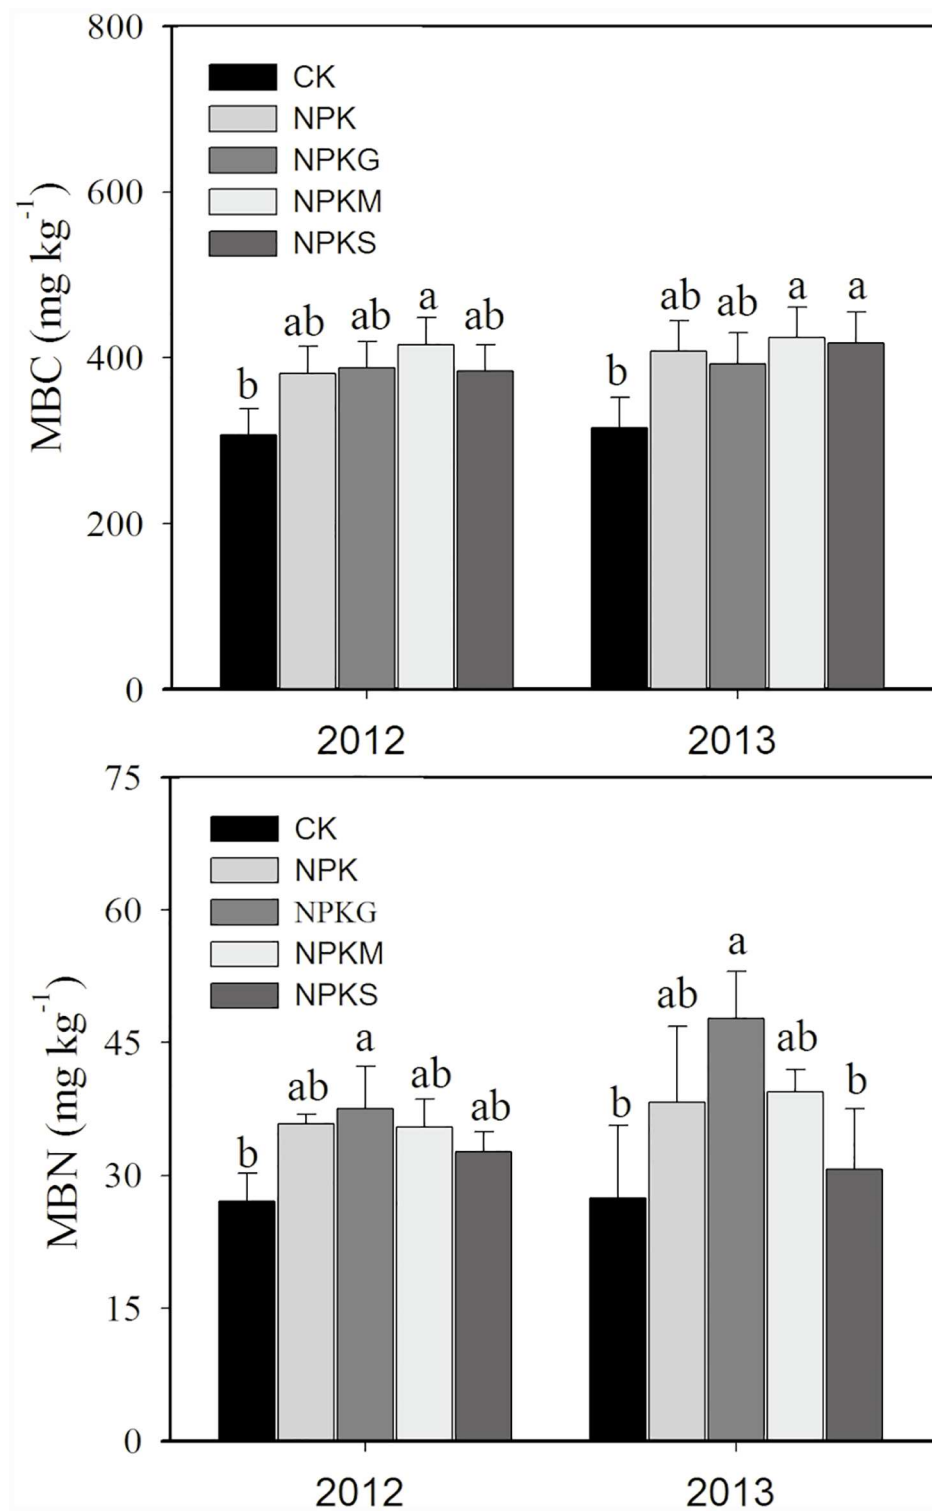 800
CK
NPK
NPKG
NPKM
NPKS
600
MBC (mg kg-1)
b ab ab a ab b ab ab a a
400
200
0
2012 2013
75
CK
NPK
NPKG
NPKM
NPKS
60
MBN (mg kg-1)
b ab a ab ab b ab a ab b
45
30
15
0
2012 2013